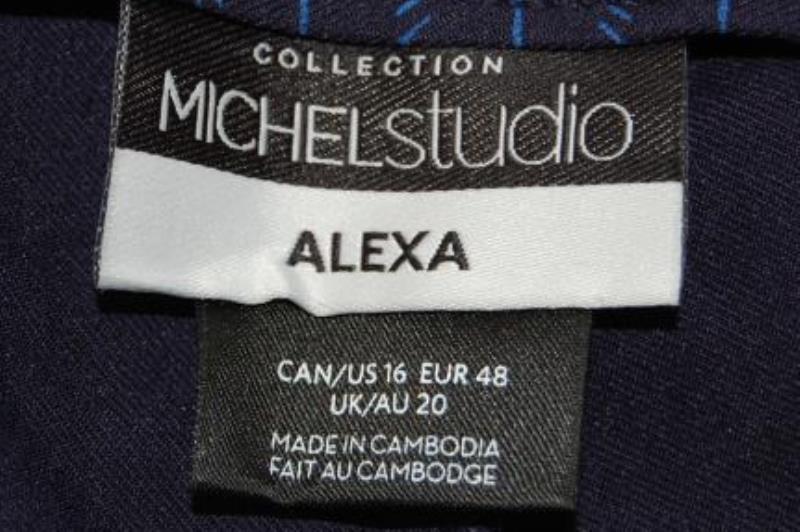 COLLECTION
MICHELstudio
ALEXA
CAN/US 16 EUR 48
UK/AU 20
MADE IN CAMBODIA
FAIT AU CAMBODGE